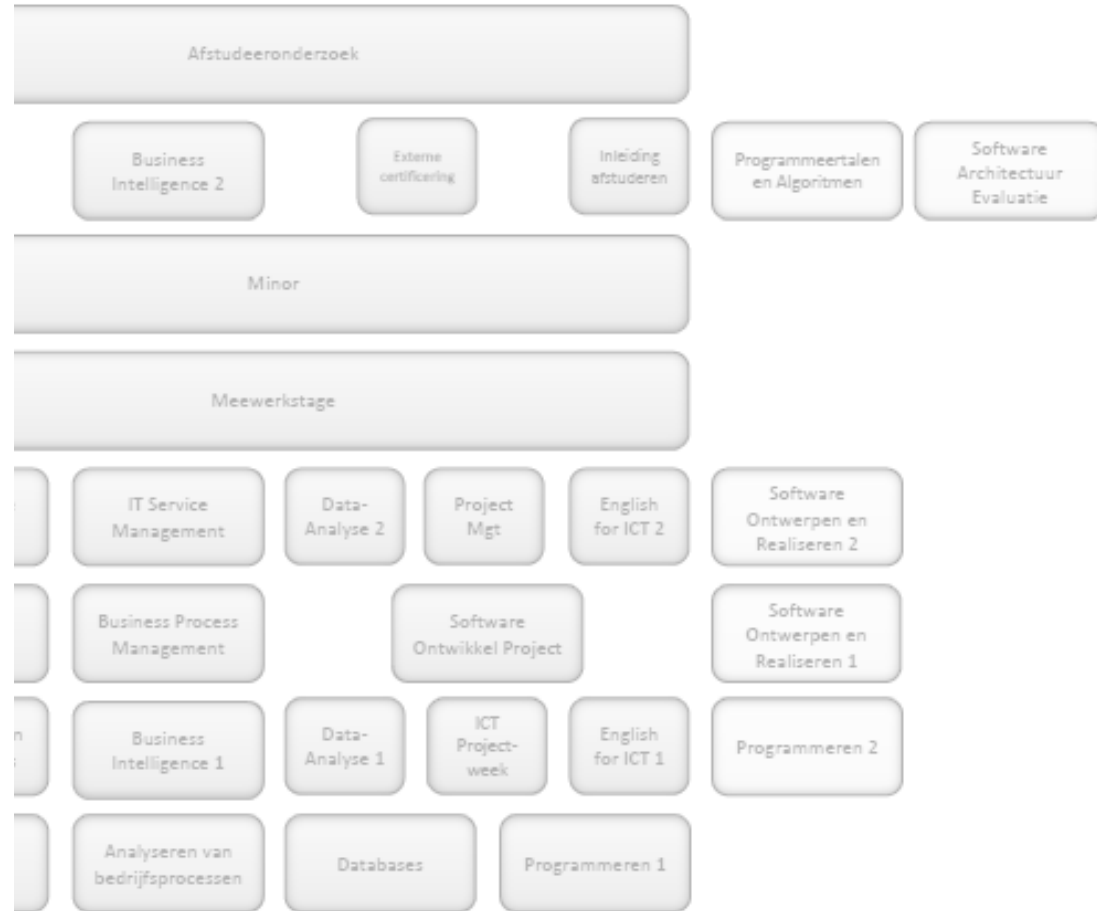 Afstudeeronderzoek
Business
Intelligence 2
Externe
certificering
Inleiding
afstuderen
Programmeertalen
en Algoritmen
Software
Architectuur
Evaluatie
Minor
Meewerkstage
IT Service
Management
Data-
Analyse 2
Project
Mgt
English
for ICT 2
Software
Ontwerpen en
Realiseren 2
Business Process
Management
Software
Ontwikkel Project
Software
Ontwerpen en
Realiseren 1
Business
Intelligence 1
Data-
Analyse 1
ICT
Project-
week
English
for ICT 1
Programmeren 2
Analyseren van
bedrijfsprocessen
Databases
Programmeren 1